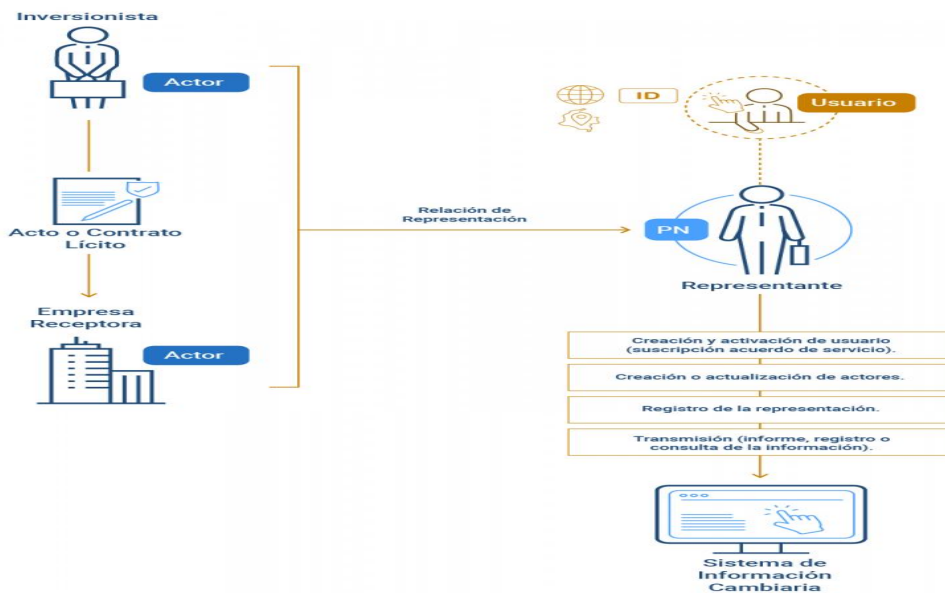 Inversionista
Actor
Acto o Contrato
Lícito
Empresa
Receptora
Actor
Relación de
Representación
ID
Usuario
PN
Representante
Creación y activación de usuario
(suscripción acuerdo de servicio).
Creación o actualización de actores.
Registro de la representación.
Transmisión (informe, registro o
consulta de la información).
Sistema de
Información
Cambiaria